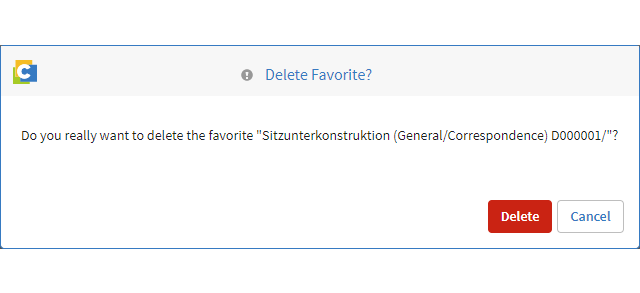 C
Delete Favorite?
Do you really want to delete the favorite "Sitzunterkonstruktion (General/Correspondence) D000001/"?
Delete Cancel